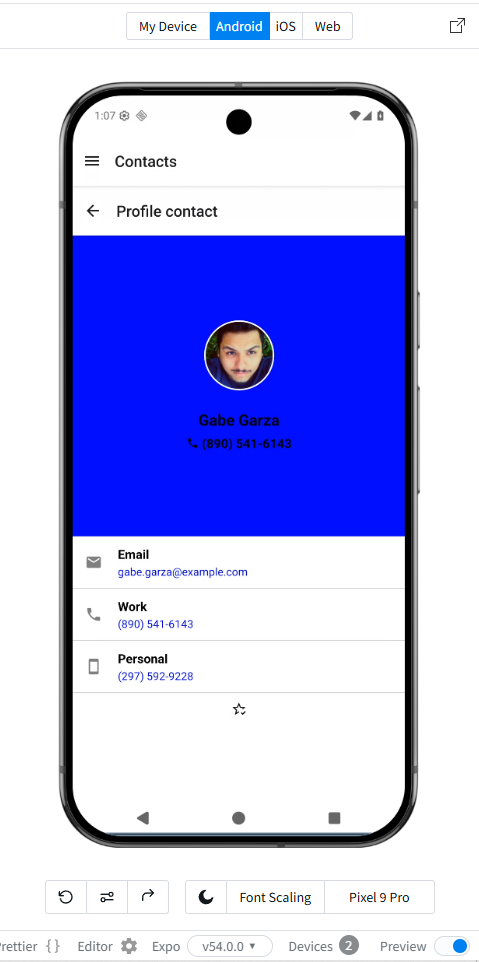 My Device Android iOS Web
1:07
Contacts
Profile contact
Gabe Garza
(890) 541-6143
Email
gabe.garza@example.com
Work
(890) 541-6143
Personal
(297) 592-9228
Font Scaling Pixel 9 Pro
rettier { } Editor Expo v54.0.0 Devices 2 Preview